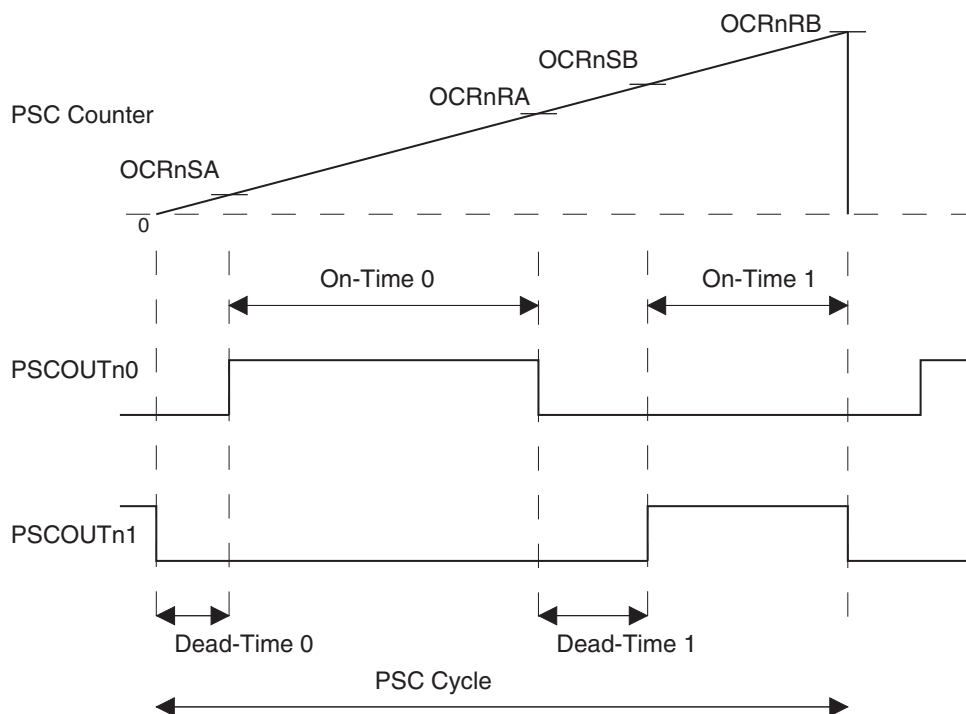 OCRnRB
OCRnSB
OCRnRA
PSC Counter
OCRnSA
0
On-Time 0
On-Time 1
PSCOUTn0
PSCOUTn1
Dead-Time 0
Dead-Time 1
PSC Cycle